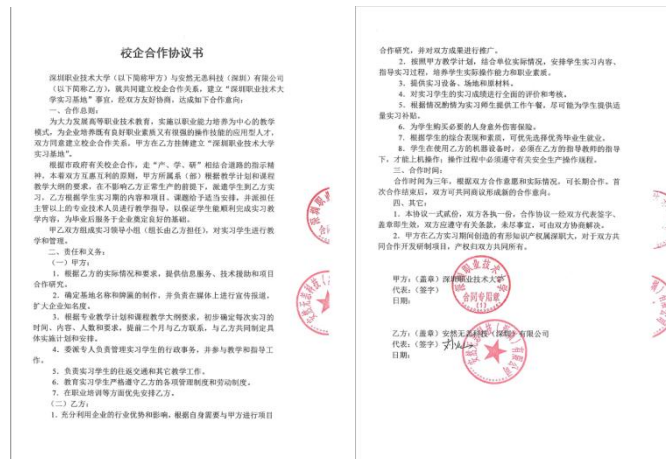 校企合作协议书
深圳职业技术大学（以下简称甲方）与安然无恙科技（深圳）有限公司
（以下简称乙方），就共同建立校企合作关系，建立“深圳职业技术大
学实习基地”事宜，经双方友好协商，达成如下合作意向：
一、合作总则：
为大力发展高等职业技术教育，实施以职业能力培养为中心的教学
模式，为企业培养既有良好职业素质又有很强的操作技能的应用型人才，
双方同意建立校企合作关系，甲方在乙方挂牌建立“深圳职业技术大学
实习基地”。
根据市政府有关校企合作，走“产、学、研”相结合道路的指示精
神，本着双方互惠互利的原则，甲方所属系（部）根据教学计划和课程
教学大纲的要求，在不影响乙方正常生产的前提下，派遣学生到乙方实
习，乙方根据学生实习期的内容和项目、课题给予适当安排，并派担任
主管以上的专业技术人员进行教学指导，以保证学生能顺利完成实习教
学内容，为毕业后服务于企业奠定良好的基础。
甲乙双方组成实习领导小组（组长由乙方担任），对实习学生进行教
学和管理。
二、责任和义务：
（一）甲方：
1．根据乙方的实际情况和要求，提供信息服务、技术援助和项目
合作研究。
2．确定基地名称和牌匾的制作，并负责在媒体上进行宣传报道，
扩大企业知名度。
3．根据专业教学计划和课程教学大纲要求，初步确定每次实习的
时间、内容、人数和要求，提前二个月与乙方联系，与乙方共同制定具
体实施计划和安排。
4．委派专人负责管理实习学生的行政事务，并参与教学和指导工
作。
5．负责实习学生的往返交通和其它教学工作。
6．教育实习学生严格遵守乙方的各项管理制度和劳动制度。
7．在职业培训等方面优先安排乙方。
（二）乙方：
1．充分利用企业的行业优势和影响，根据自身需要与甲方进行项目
合作研究，并对双方成果进行推广。
2．按照甲方教学计划，结合单位实际情况，安排学生实习内容、
指导实习过程，培养学生实际操作能力和职业素质。
3．提供实习设备、场地和原材料。
4．对实习学生的实习成绩进行全面的评价和考核。
5．根据情况酌情为实习师生提供工作午餐，尽可能为学生提供适
量实习补贴。
6．为学生购买必要的人身意外伤害保险。
7．根据学生的综合表现和素质，可优先选择优秀毕业生就业。
8．学生在使用乙方的机器设备时，必须在乙方的指导教师的指导
下，才能上机操作；操作过程中必须遵守有关安全生产操作规程。
三、合作时间：
合作时间为三年。根据双方合作意愿和实际情况，可长期合作。首
次合作结束后，双方可共同商议形成新的合作意向。
四、其它：
1．本协议一式贰份，双方各执一份，合作协议一经双方代表签字、
盖章即生效，双方应遵守有关条款，未尽事宜，可由双方协商解决。
2．甲方在乙方实习期间创造的有形知识产权属深职大，对于双方共
同合作开发研制项目，产权归双方共同所有。
甲方：（盖章）深圳职业技术大学
代表：（签字）
日期：
合同专用章
（1）
乙方：（盖章）安然无恙科技（深圳）有限公司
代表：（签字）
日期：